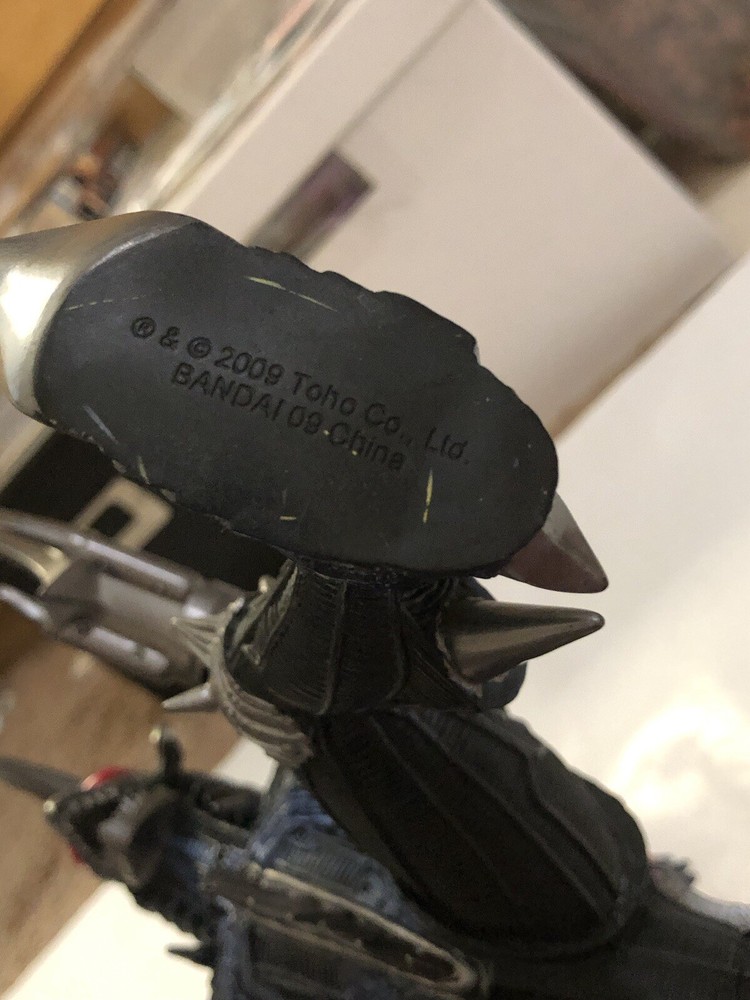 ® & © 2009 Toho Co., Ltd.
BANDAI 09 China